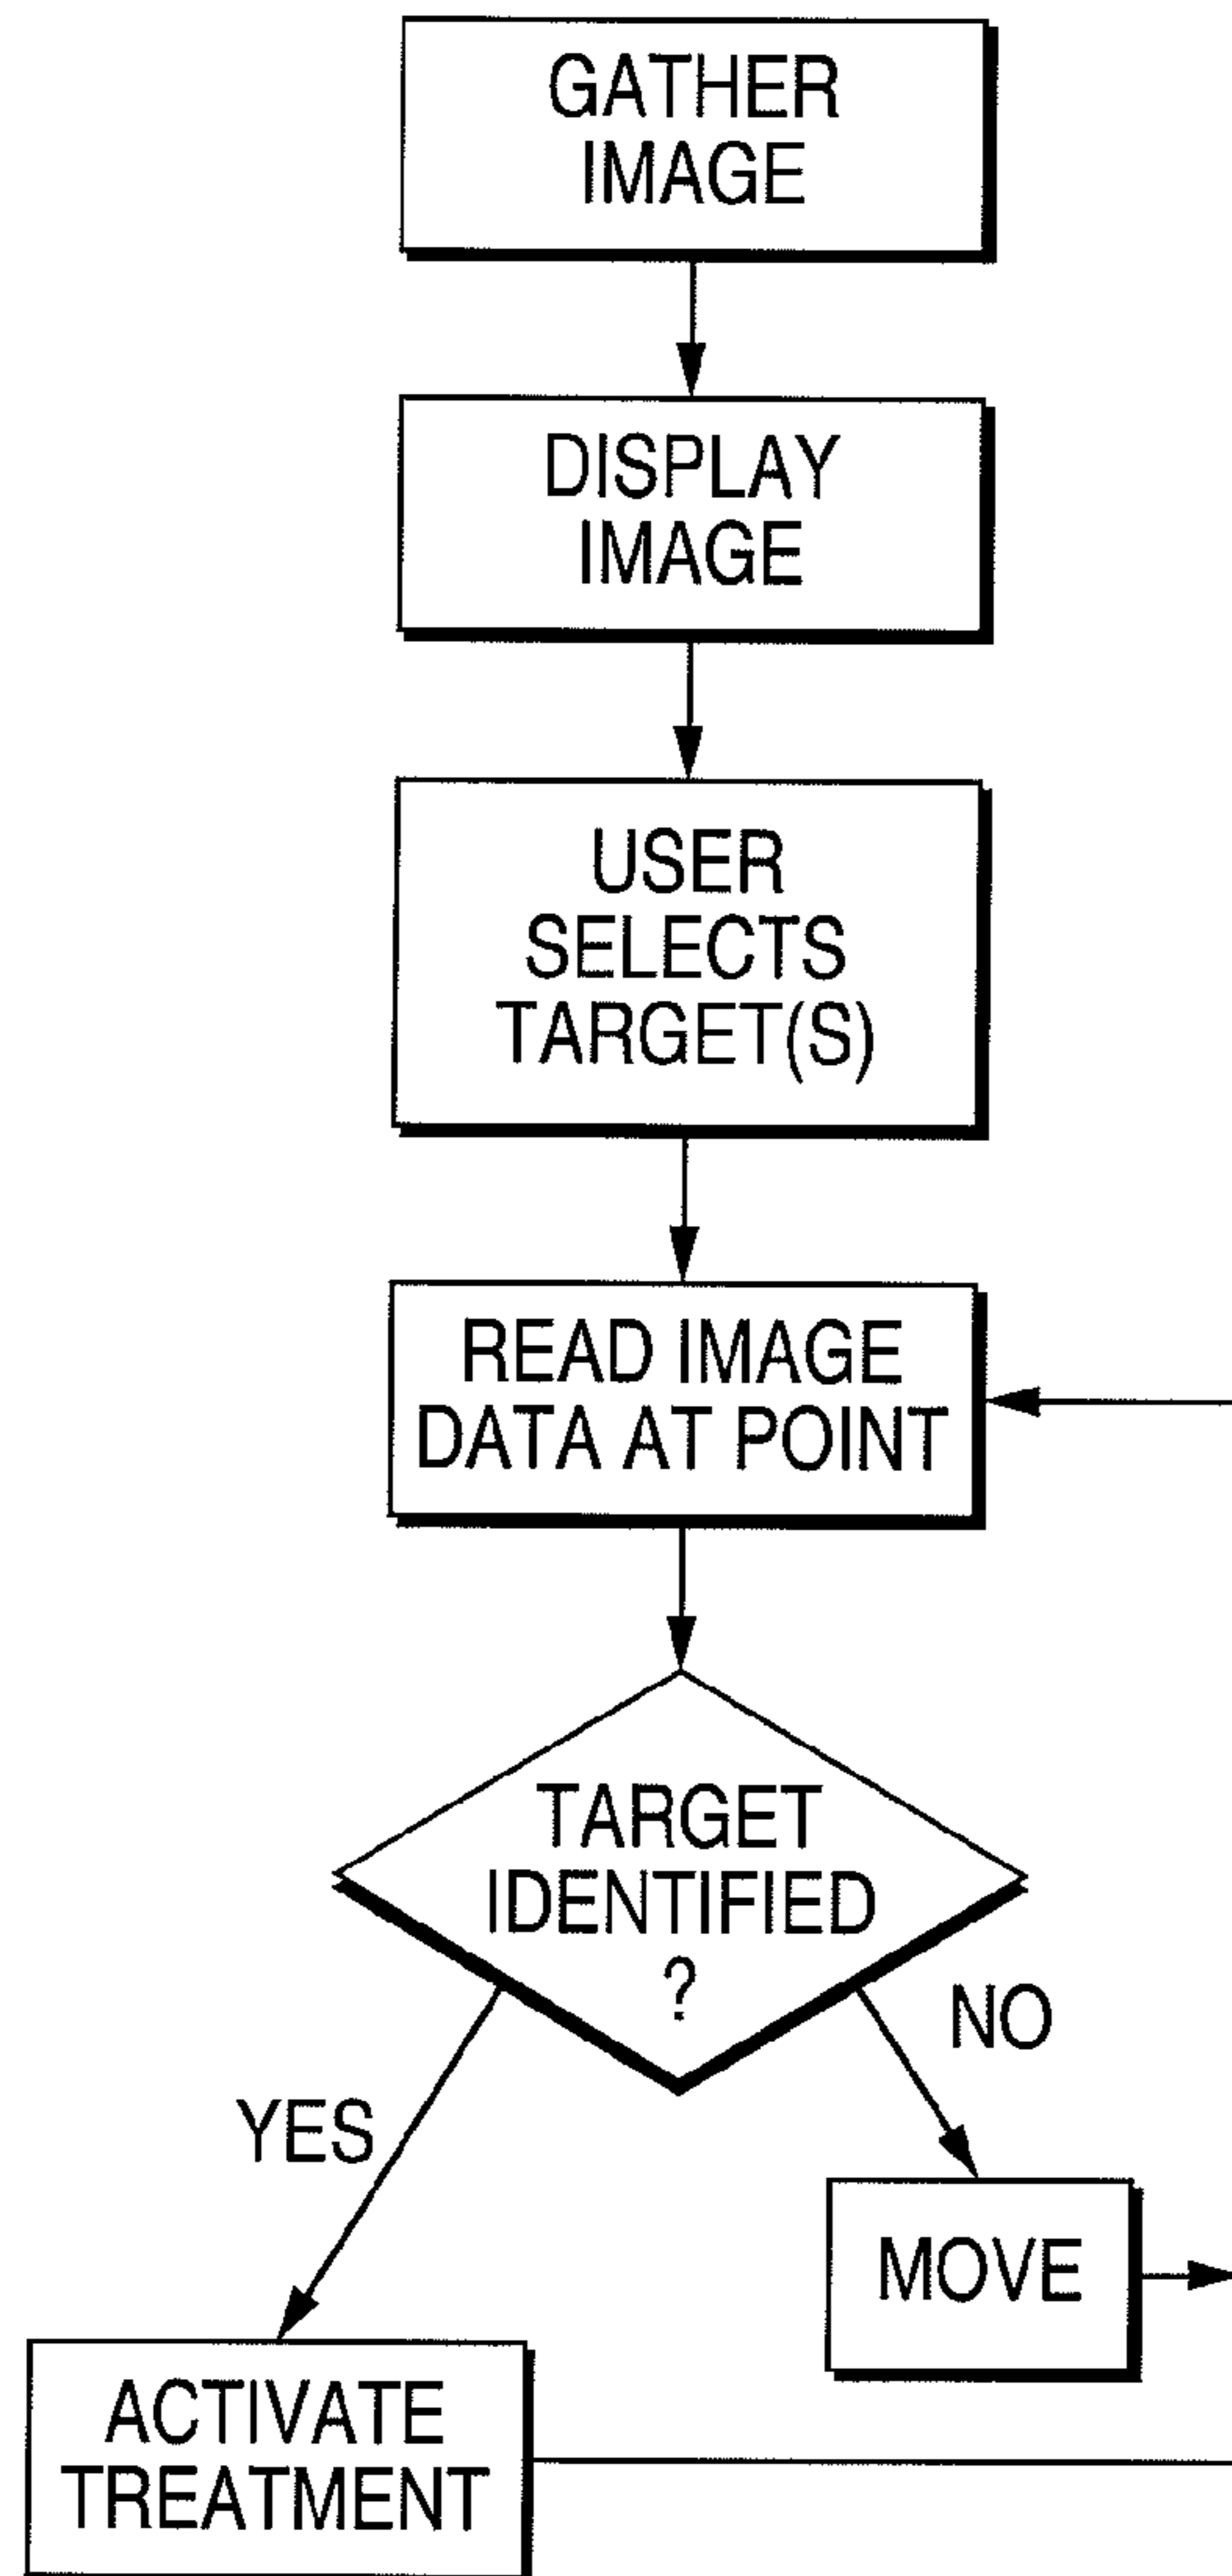 GATHER
IMAGE
DISPLAY
IMAGE
USER
SELECTS
TARGET(S)
READ IMAGE
DATA AT POINT
TARGET
IDENTIFIED
?
NO
YES
MOVE
ACTIVATE
TREATMENT